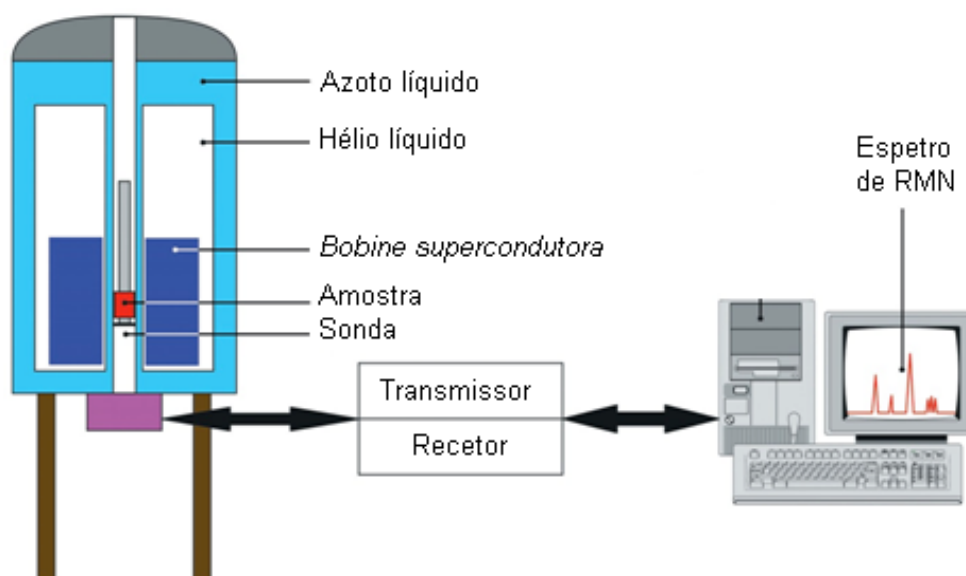 Azoto líquido
Hélio líquido
Bobine supercondutora
Amostra
Sonda
Transmissor
Recetor
Espetro
de RMN